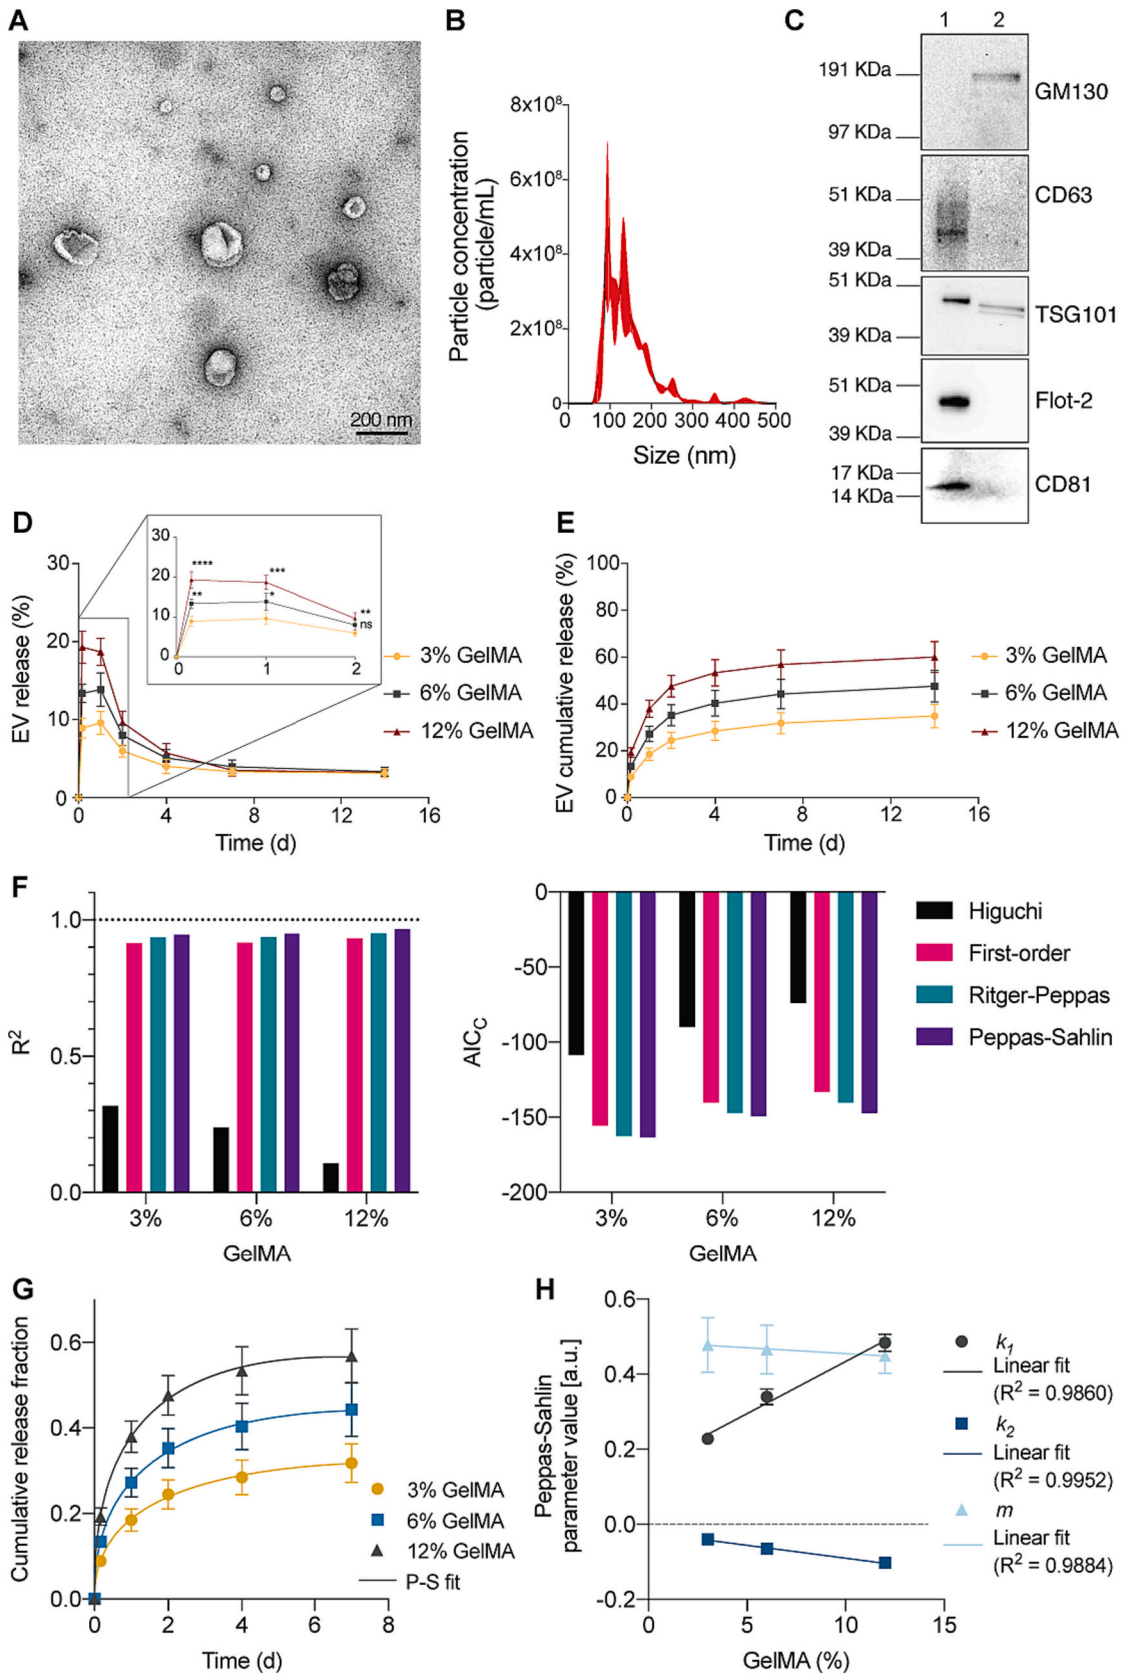 A
200 nm
B
Particle concentration
(particle/mL)
8x10⁸
6x10⁸
4x10⁸
2x10⁸
0
0 100 200 300 400 500
Size (nm)
C
1 2
191 KDa
97 KDa
GM130
51 KDa
39 KDa
CD63
51 KDa
39 KDa
TSG101
51 KDa
39 KDa
Flot-2
17 KDa
14 KDa
CD81
D
EV release (%)
30
20
10
0
0 4 8 12 16
Time (d)
30
20
10
0
0 1 2
****
***
**
**
*
ns
3% GelMA
6% GelMA
12% GelMA
E
EV cumulative release (%)
100
80
60
40
20
0
0 4 8 12 16
Time (d)
3% GelMA
6% GelMA
12% GelMA
F
R²
1.0
0.5
0.0
3% 6% 12%
GelMA
AICC
0
-50
-100
-150
-200
3% 6% 12%
GelMA
Higuchi
First-order
Ritger-Peppas
Peppas-Sahlin
G
Cumulative release fraction
0.6
0.4
0.2
0.0
0 2 4 6 8
Time (d)
3% GelMA
6% GelMA
12% GelMA
P-S fit
H
Peppas-Sahlin
parameter value [a.u.]
0.6
0.4
0.2
0.0
-0.2
0 5 10 15
GelMA (%)
k₁
Linear fit
(R² = 0.9860)
k₂
Linear fit
(R² = 0.9952)
m
Linear fit
(R² = 0.9884)